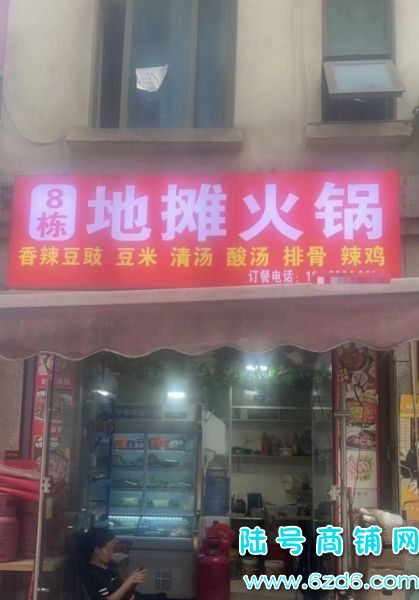 8栋
地摊火锅
香辣豆豉 豆米 清汤 酸汤 排骨 辣鸡
订餐电话:
陆号商铺网
www.6zd6.com